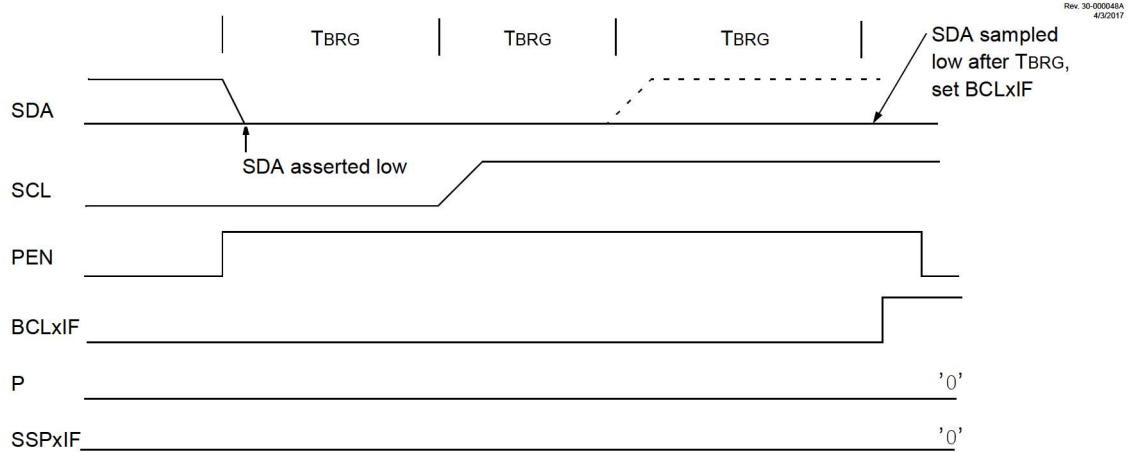 Rev. 30-000048A
4/3/2017
TBRG TBRG TBRG
SDA sampled
low after TBRG,
set BCLxIF
SDA
SDA asserted low
SCL
PEN
BCLxIF
P '0'
SSPxIF '0'